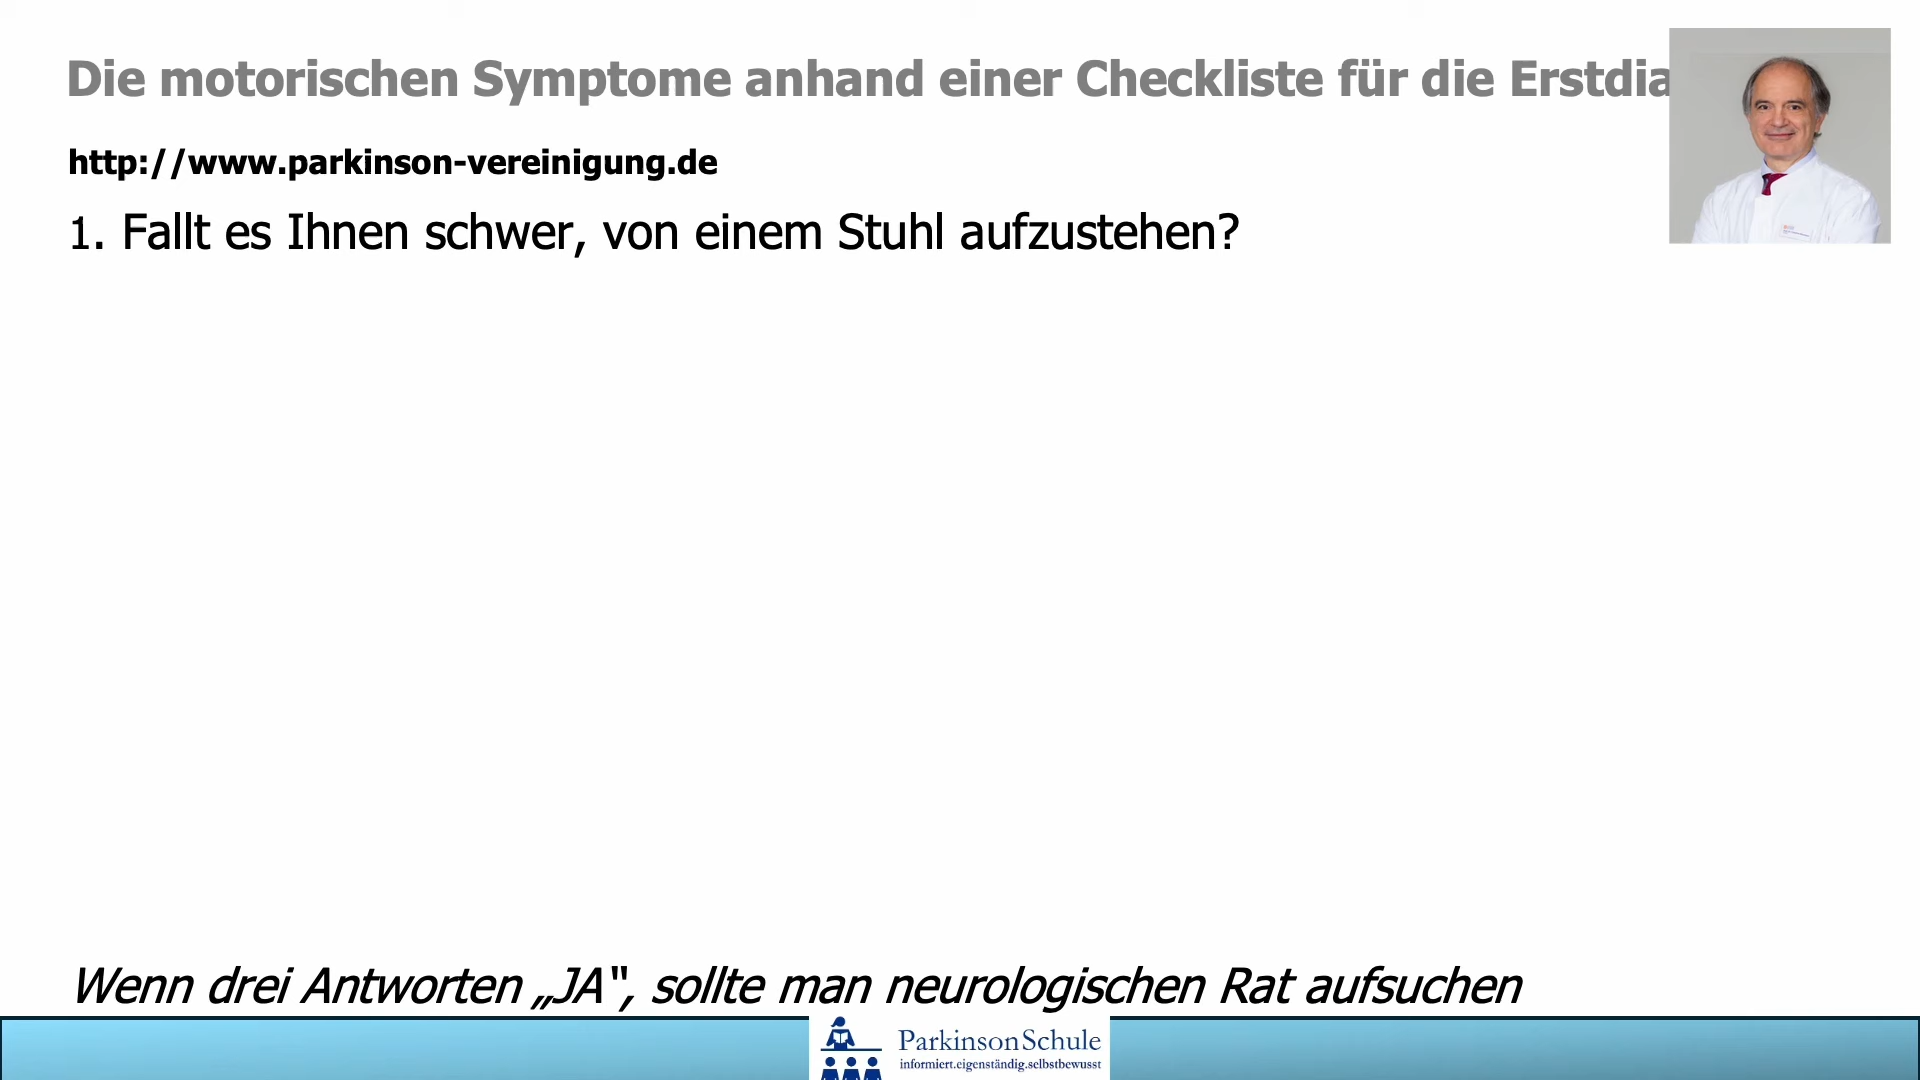 Die motorischen Symptome anhand einer Checkliste für die Erstdia
http://www.parkinson-vereinigung.de
1. Fallt es Ihnen schwer, von einem Stuhl aufzustehen?
Wenn drei Antworten „JA“, sollte man neurologischen Rat aufsuchen
ParkinsonSchule
informiert.eigenständig.selbstbewusst